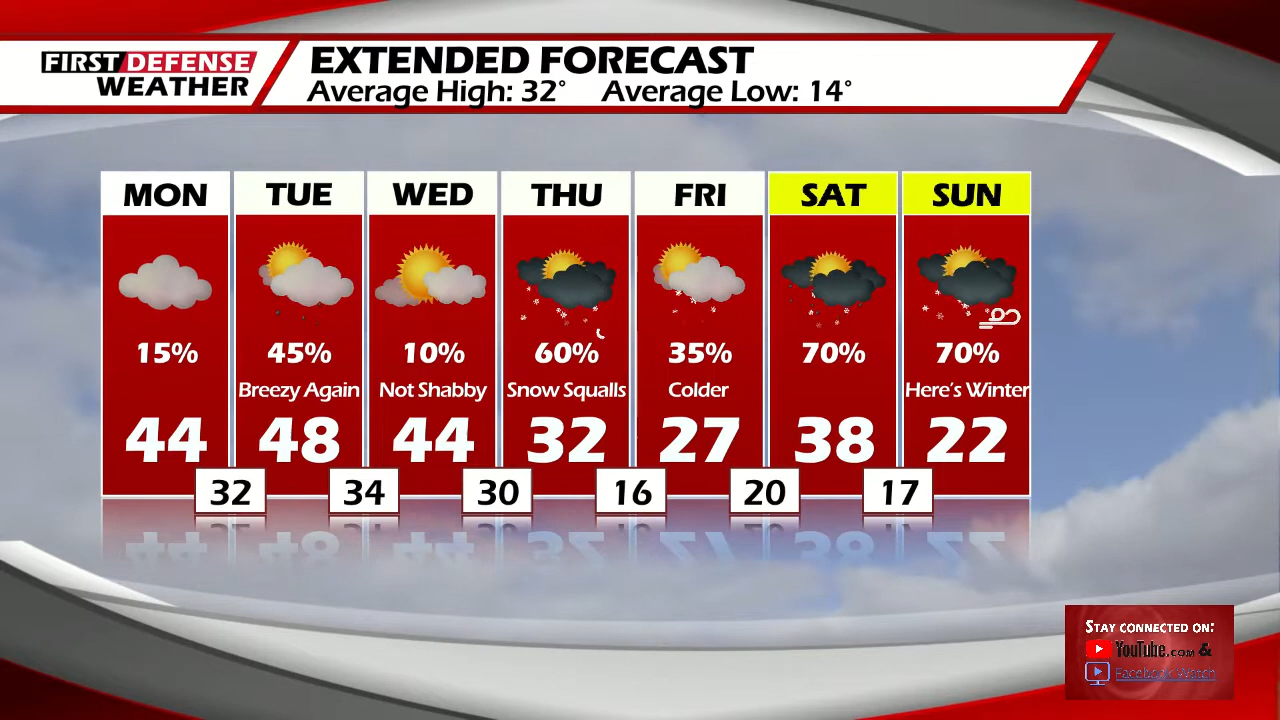 FIRST DEFENSE
WEATHER
EXTENDED FORECAST
Average High: 32° Average Low: 14°
MON TUE WED THU FRI SAT SUN
15% 45% 10% 60% 35% 70% 70%
Breezy Again Not Shabby Snow Squalls Colder Here's Winter
44 48 44 32 27 38 22
32 34 30 16 20 17
STAY CONNECTED ON:
YouTube.COM &
Facebook Watch